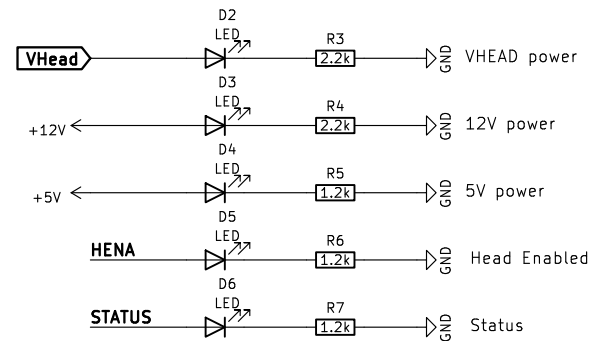 D2
LED
R3
VHead
2.2k
GND
VHEAD power
D3
LED
R4
+12V
2.2k
GND
12V power
D4
LED
R5
+5V
1.2k
GND
5V power
D5
LED
R6
HENA
1.2k
GND
Head Enabled
D6
LED
R7
STATUS
1.2k
GND
Status